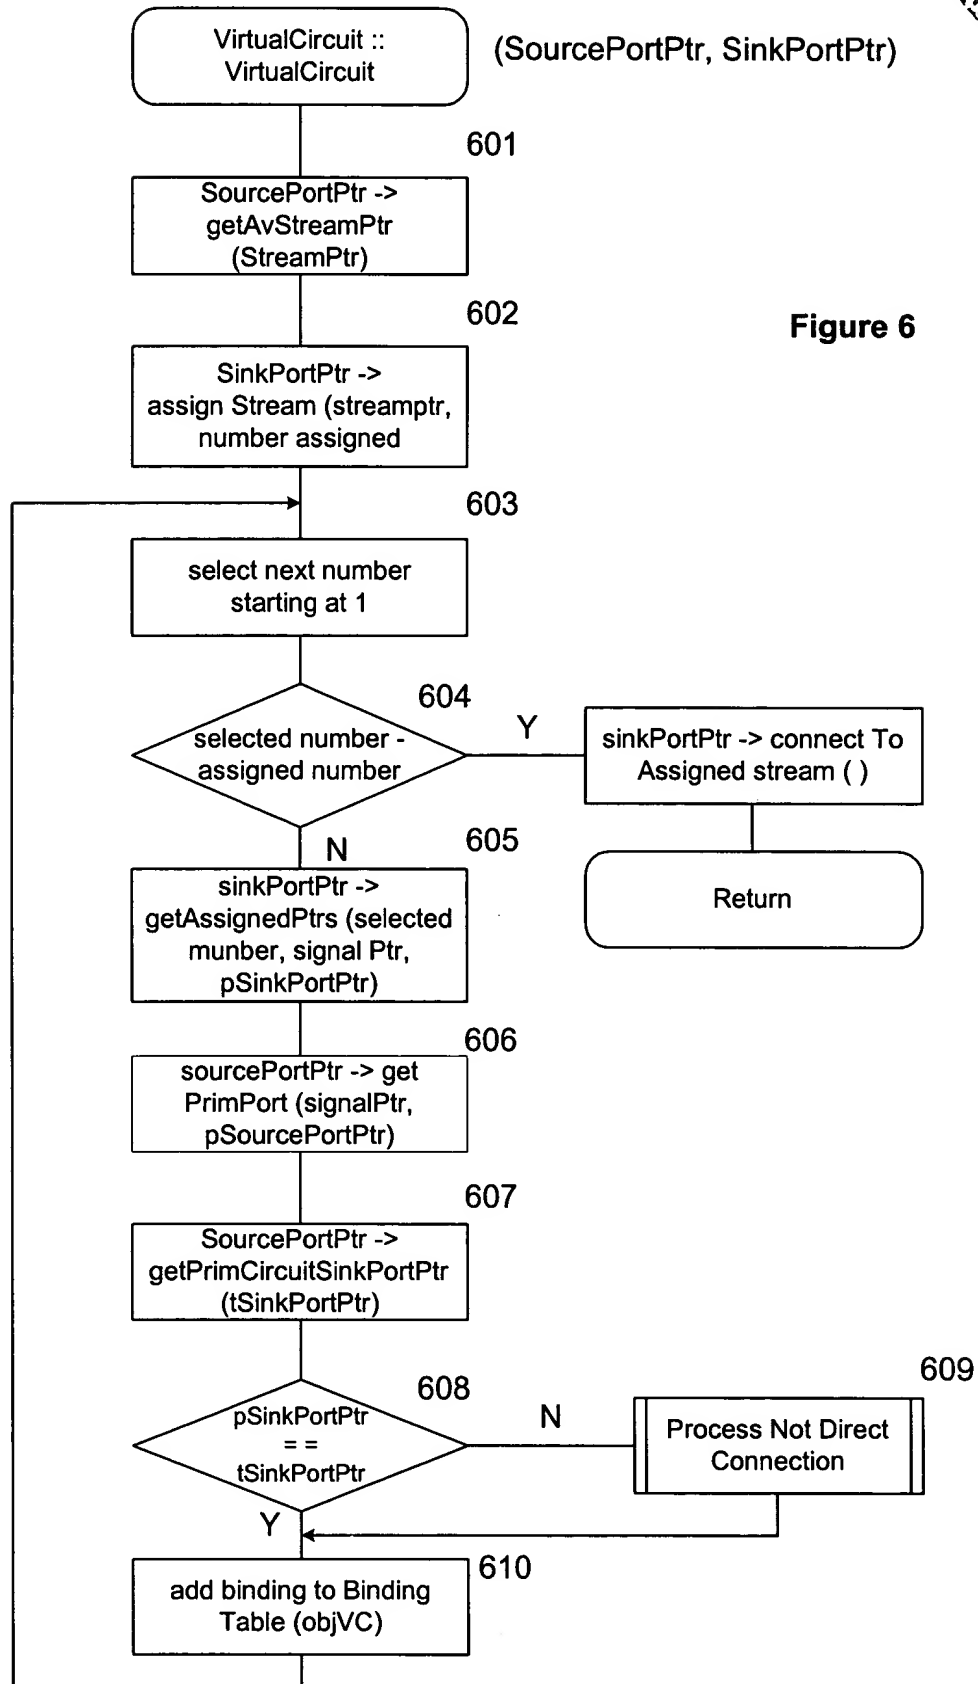 VirtualCircuit ::
VirtualCircuit
(SourcePortPtr, SinkPortPtr)
601
SourcePortPtr ->
getAvStreamPtr
(StreamPtr)
602
Figure 6
SinkPortPtr ->
assign Stream (streamptr,
number assigned
603
select next number
starting at 1
604
selected number -
assigned number
Y
sinkPortPtr -> connect To
Assigned stream ( )
N
605
Return
sinkPortPtr ->
getAssignedPtrs (selected
munber, signal Ptr,
pSinkPortPtr)
606
sourcePortPtr -> get
PrimPort (signalPtr,
pSourcePortPtr)
607
SourcePortPtr ->
getPrimCircuitSinkPortPtr
(tSinkPortPtr)
608
609
pSinkPortPtr
= =
tSinkPortPtr
N
Process Not Direct
Connection
Y
610
add binding to Binding
Table (objVC)